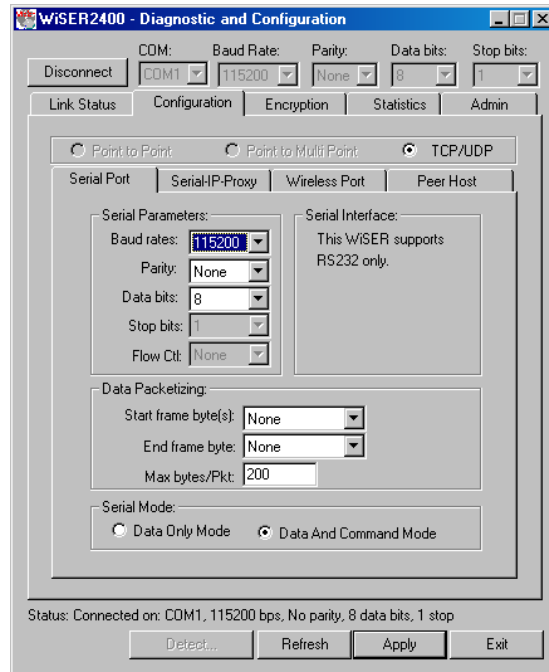 WiSER2400 - Diagnostic and Configuration
COM: Baud Rate: Parity: Data bits: Stop bits:
Disconnect COM1 115200 None 8 1
Link Status Configuration Encryption Statistics Admin
Point to Point Point to Multi Point TCP/UDP
Serial Port Serial-IP-Proxy Wireless Port Peer Host
Serial Parameters:
Baud rates: 115200
Parity: None
Data bits: 8
Stop bits: 1
Flow Ctl: None
Serial Interface:
This WiSER supports
RS232 only.
Data Packetizing:
Start frame byte(s): None
End frame byte: None
Max bytes/Pkt: 200
Serial Mode:
Data Only Mode Data And Command Mode
Status: Connected on: COM1, 115200 bps, No parity, 8 data bits, 1 stop
Detect... Refresh Apply Exit